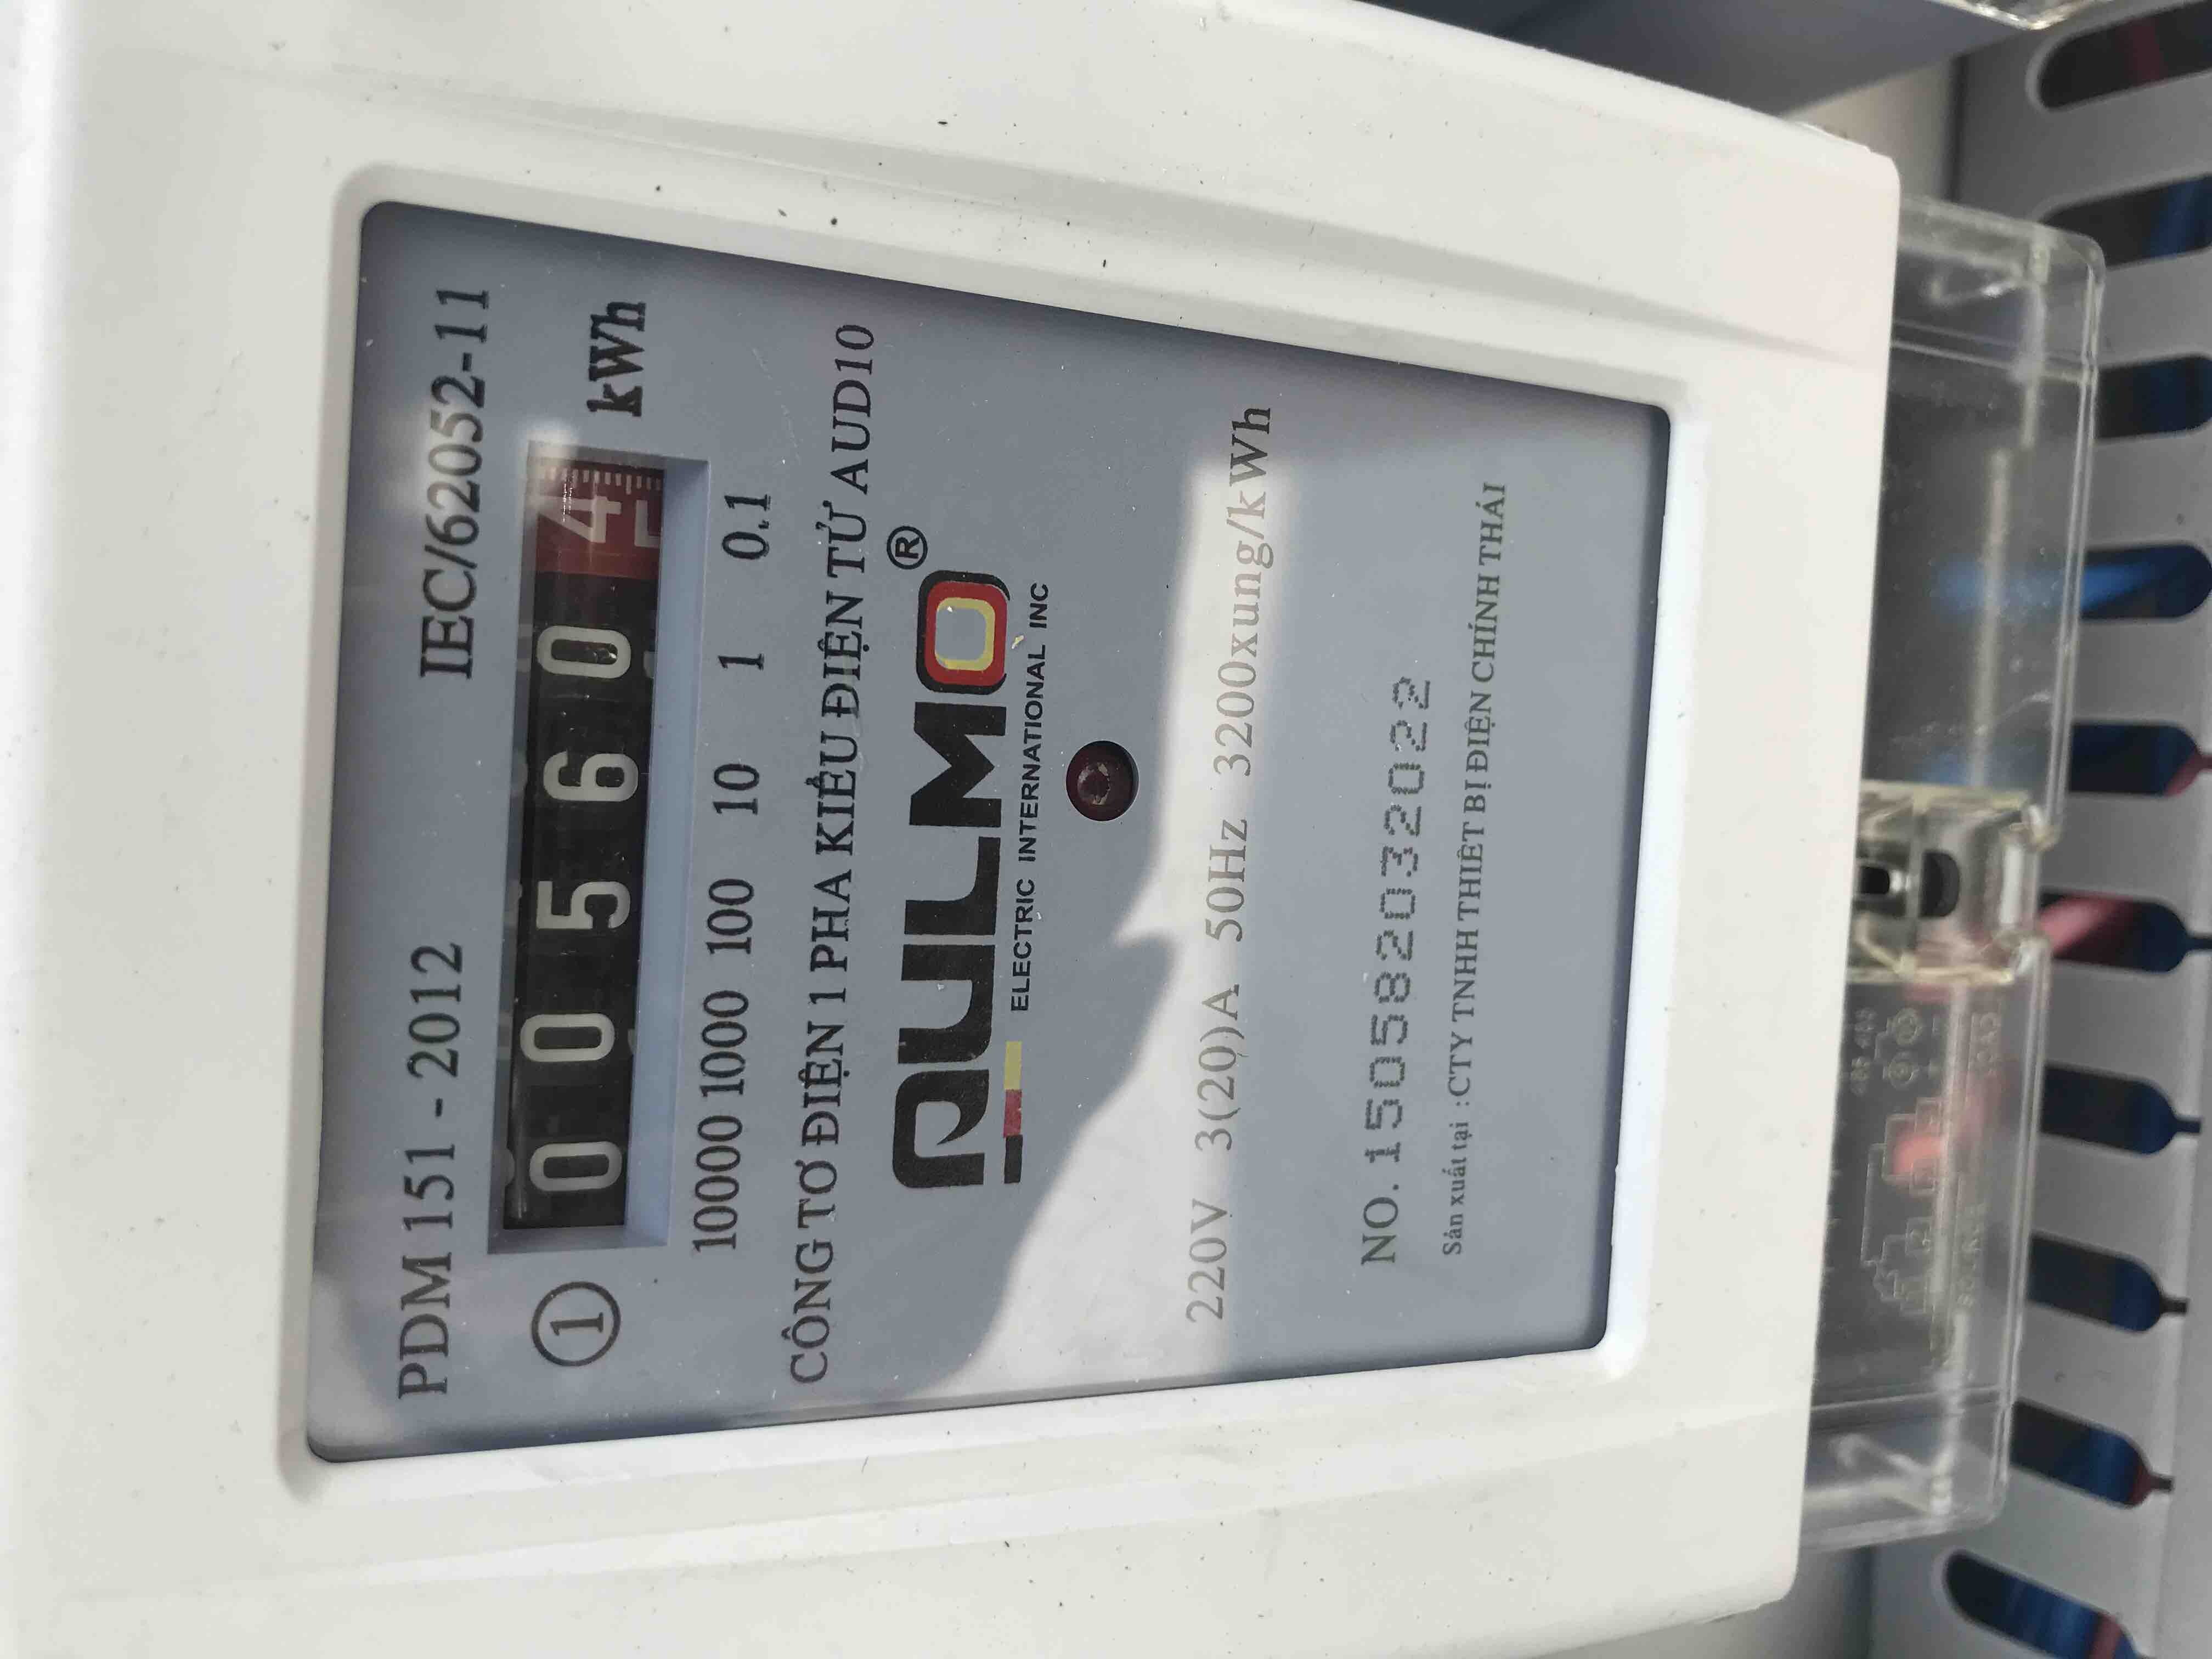 PDM 151 - 2012 IEC/62052-11
1 0 0 5 6 0 4 kWh
10000 1000 100 10 1 0.1
CÔNG TƠ ĐIỆN 1 PHA KIỂU ĐIỆN TỬ AUD10
AULMO®
ELECTRIC INTERNATIONAL INC
220V 3(20)A 50Hz 3200xung/kWh
NO. 150582032022
Sản xuất tại : CTY TNHH THIẾT BỊ ĐIỆN CHÍNH THÁI